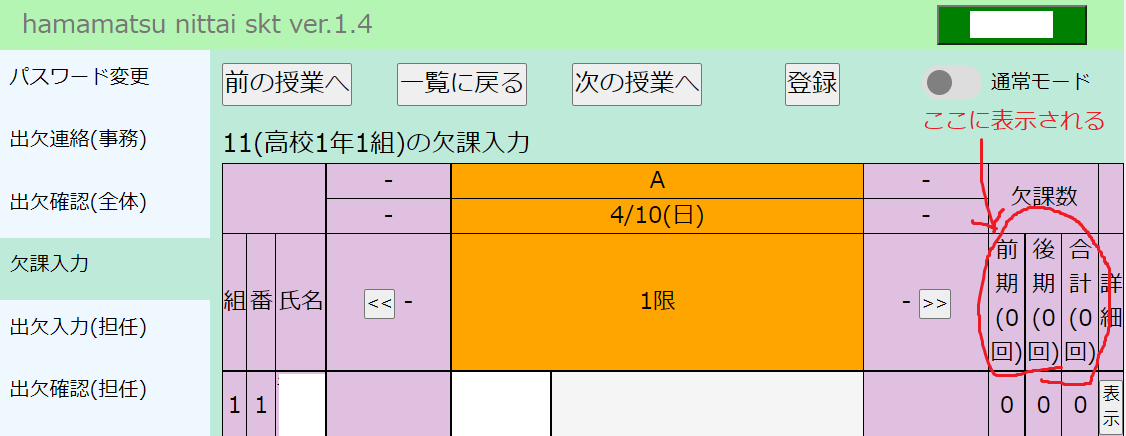 hamamatsu nittai skt ver.1.4
パスワード変更
出欠連絡(事務)
出欠確認(全体)
欠課入力
出欠入力(担任)
出欠確認(担任)
前の授業へ 一覧に戻る 次の授業へ 登録 通常モード
ここに表示される
11(高校1年1組)の欠課入力
- A - 欠課数
- 4/10(日) -
組 番 氏名 << - 1限 - >> 前期(0回) 後期(0回) 合計(0回) 詳細
1 1 0 0 0 表示